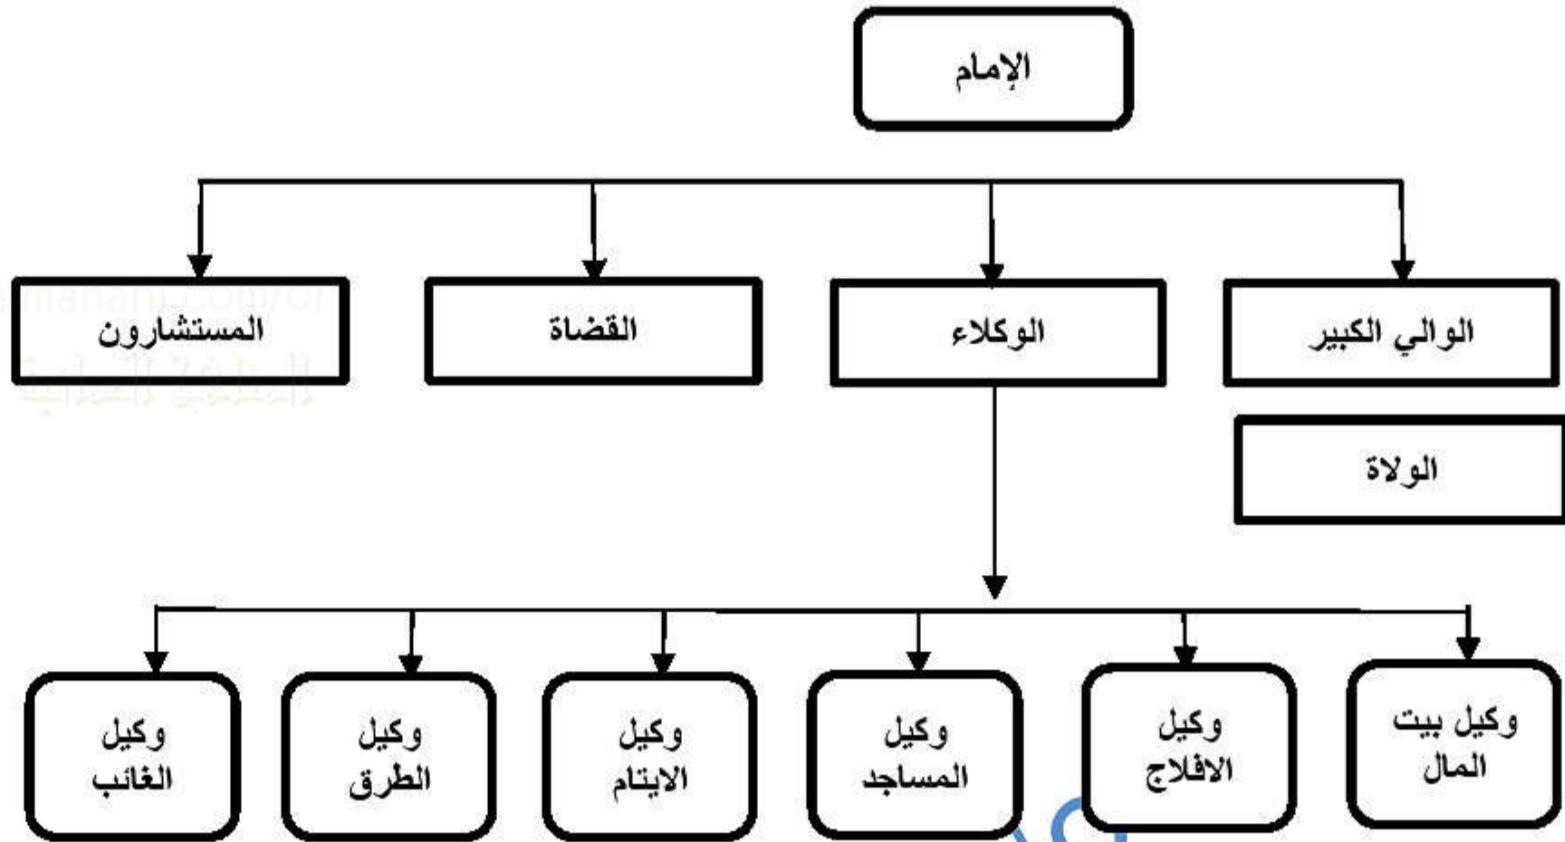 الإمام
الوالي الكبير
الوكلاء
القضاة
المستشارون
الولاة
وكيل بيت
المال
وكيل
الافلاج
وكيل
المساجد
وكيل
الايتام
وكيل
الطرق
وكيل
الغائب